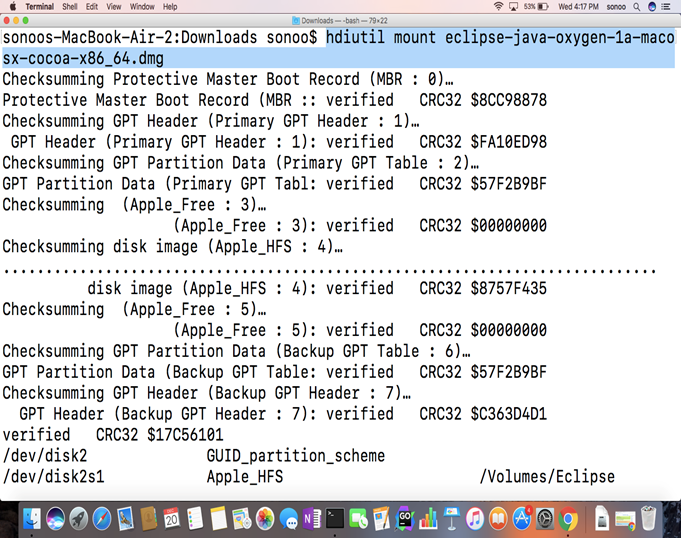 Terminal Shell Edit View Window Help 53% Wed 4:17 PM sonoo
Downloads — -bash — 79×22
sonoos-MacBook-Air-2:Downloads sonoo$ hdiutil mount eclipse-java-oxygen-1a-maco
sx-cocoa-x86_64.dmg
Checksumming Protective Master Boot Record (MBR : 0)…
Protective Master Boot Record (MBR :: verified   CRC32 $8CC98878
Checksumming GPT Header (Primary GPT Header : 1)…
 GPT Header (Primary GPT Header : 1): verified   CRC32 $FA10ED98
Checksumming GPT Partition Data (Primary GPT Table : 2)…
GPT Partition Data (Primary GPT Tabl: verified   CRC32 $57F2B9BF
Checksumming  (Apple_Free : 3)…
                    (Apple_Free : 3): verified   CRC32 $00000000
Checksumming disk image (Apple_HFS : 4)…
.............................................................................
          disk image (Apple_HFS : 4): verified   CRC32 $8757F435
Checksumming  (Apple_Free : 5)…
                    (Apple_Free : 5): verified   CRC32 $00000000
Checksumming GPT Partition Data (Backup GPT Table : 6)…
GPT Partition Data (Backup GPT Table: verified   CRC32 $57F2B9BF
Checksumming GPT Header (Backup GPT Header : 7)…
  GPT Header (Backup GPT Header : 7): verified   CRC32 $C363D4D1
verified   CRC32 $17C56101
/dev/disk2              GUID_partition_scheme
/dev/disk2s1            Apple_HFS                       /Volumes/Eclipse
20
GO